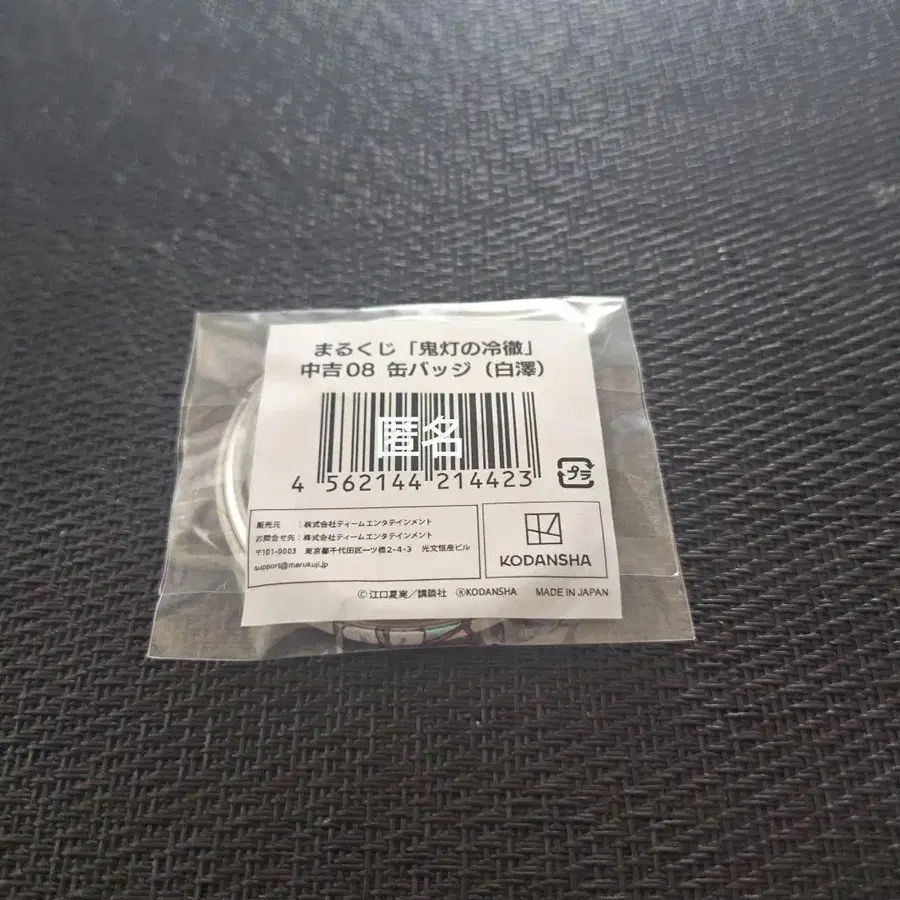 まるくじ「鬼灯の冷徹」
中吉08 缶バッジ（白澤）
匿名
4 562144 214423
プラ
販売元 ：株式会社ティームエンタテインメント
お問合せ先：株式会社ティームエンタテインメント
〒101-0003 東京都千代田区一ツ橋2-4-3 光文恒産ビル
support@marukuji.jp
KODANSHA
©江口夏実／講談社 ⓇKODANSHA MADE IN JAPAN